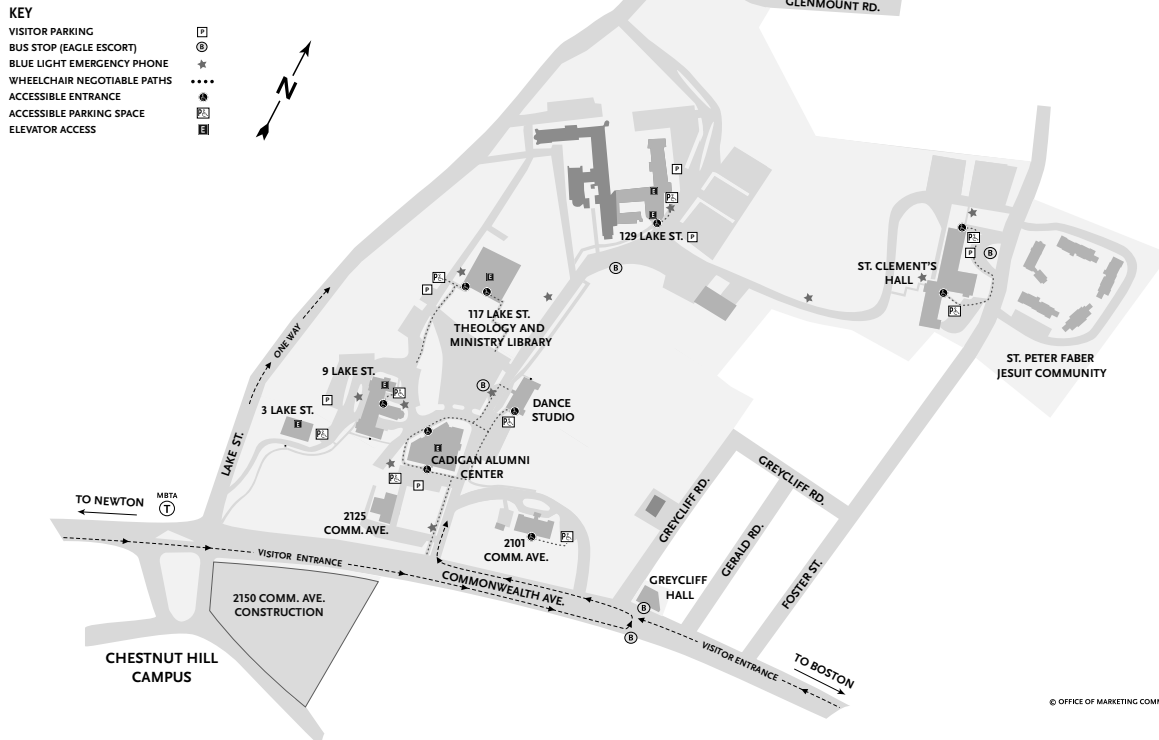 GLENMOUNT RD.
KEY
VISITOR PARKING P
BUS STOP (EAGLE ESCORT) B
BLUE LIGHT EMERGENCY PHONE
WHEELCHAIR NEGOTIABLE PATHS
ACCESSIBLE ENTRANCE
ACCESSIBLE PARKING SPACE P
ELEVATOR ACCESS E
N
P
E
P
E
129 LAKE ST. P
B
ST. CLEMENT'S
HALL
P
P
B
P
ST. PETER FABER
JESUIT COMMUNITY
P
P
E
117 LAKE ST.
THEOLOGY AND
MINISTRY LIBRARY
ONE WAY
9 LAKE ST.
E
P
P
3 LAKE ST.
E
P
B
DANCE
STUDIO
P
LAKE ST.
E
CADIGAN ALUMNI
CENTER
P
P
GREYCLIFF RD.
GREYCLIFF RD.
GERALD RD.
FOSTER ST.
TO NEWTON
MBTA
T
2125
COMM. AVE.
2101
COMM. AVE.
P
VISITOR ENTRANCE
COMMONWEALTH AVE.
GREYCLIFF
HALL
B
B
2150 COMM. AVE.
CONSTRUCTION
VISITOR ENTRANCE
TO BOSTON
CHESTNUT HILL
CAMPUS
© OFFICE OF MARKETING COM